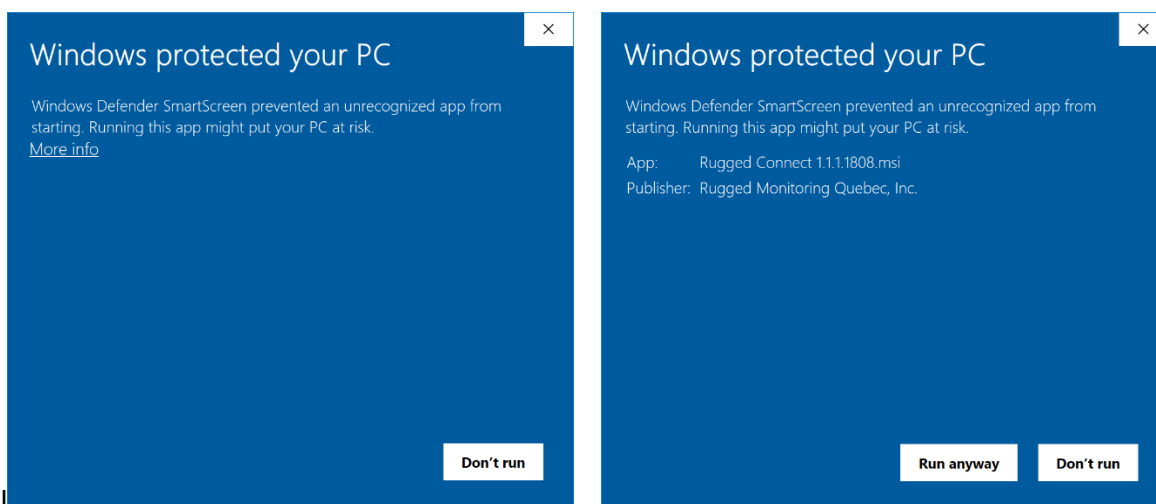 Windows protected your PC
Windows Defender SmartScreen prevented an unrecognized app from
starting. Running this app might put your PC at risk.
More info
Don't run
Windows protected your PC
Windows Defender SmartScreen prevented an unrecognized app from
starting. Running this app might put your PC at risk.
App: Rugged Connect 1.1.1.1808.msi
Publisher: Rugged Monitoring Quebec, Inc.
Run anyway Don't run